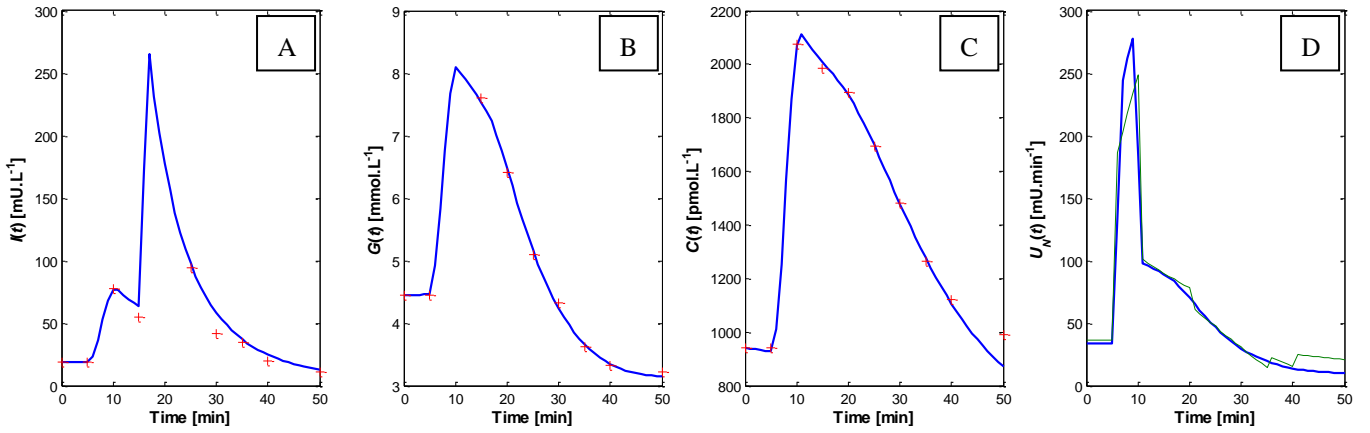 A
I(t) [mU.L⁻¹]
300
250
200
150
100
50
0
0 10 20 30 40 50
Time [min]
B
G(t) [mmol.L⁻¹]
9
8
7
6
5
4
3
0 10 20 30 40 50
Time [min]
C
C(t) [pmol.L⁻¹]
2200
2000
1800
1600
1400
1200
1000
800
0 10 20 30 40 50
Time [min]
D
U_N(t) [mU.min⁻¹]
300
250
200
150
100
50
0
0 10 20 30 40 50
Time [min]